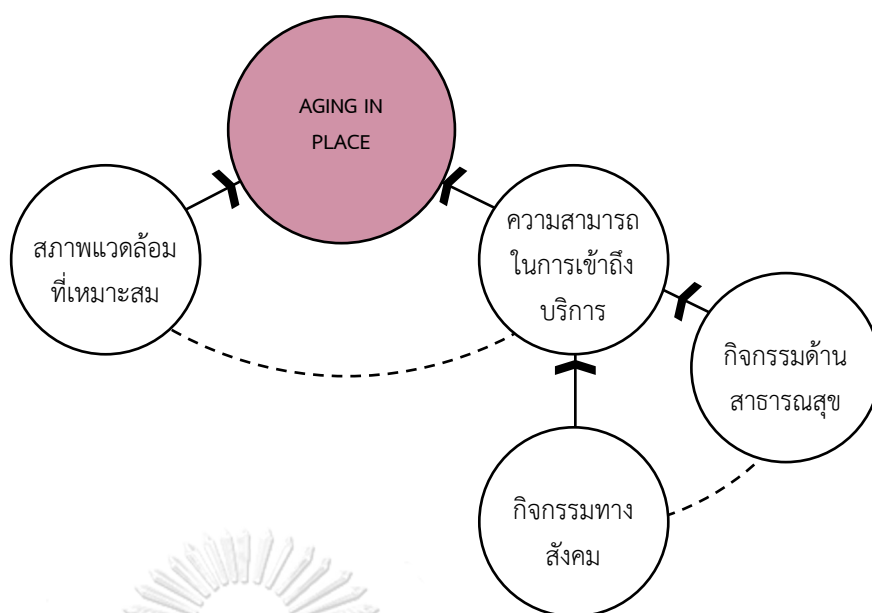 AGING IN
PLACE
สภาพแวดล้อม
ที่เหมาะสม
ความสามารถ
ในการเข้าถึง
บริการ
กิจกรรมด้าน
สาธารณสุข
กิจกรรมทาง
สังคม